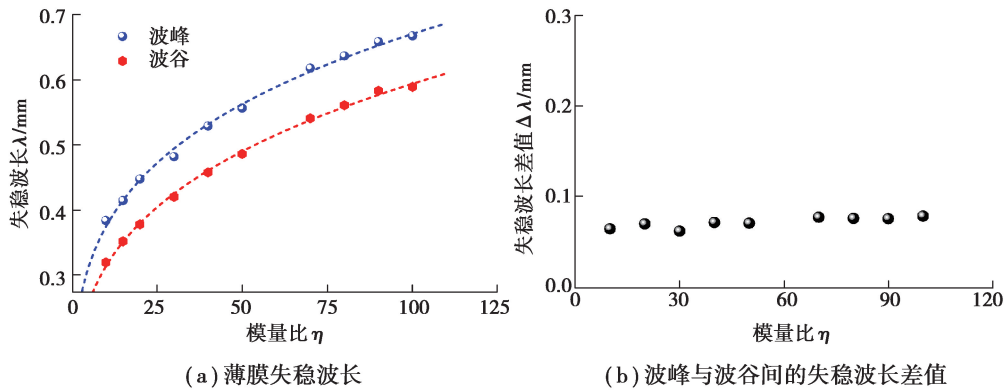 0.7
0.6
0.5
0.4
0.3
失稳波长λ/mm
波峰
波谷
0 25 50 75 100 125
模量比η
(a)薄膜失稳波长
0.3
0.2
0.1
0.0
失稳波长差值Δλ/mm
0 30 60 90 120
模量比η
(b)波峰与波谷间的失稳波长差值